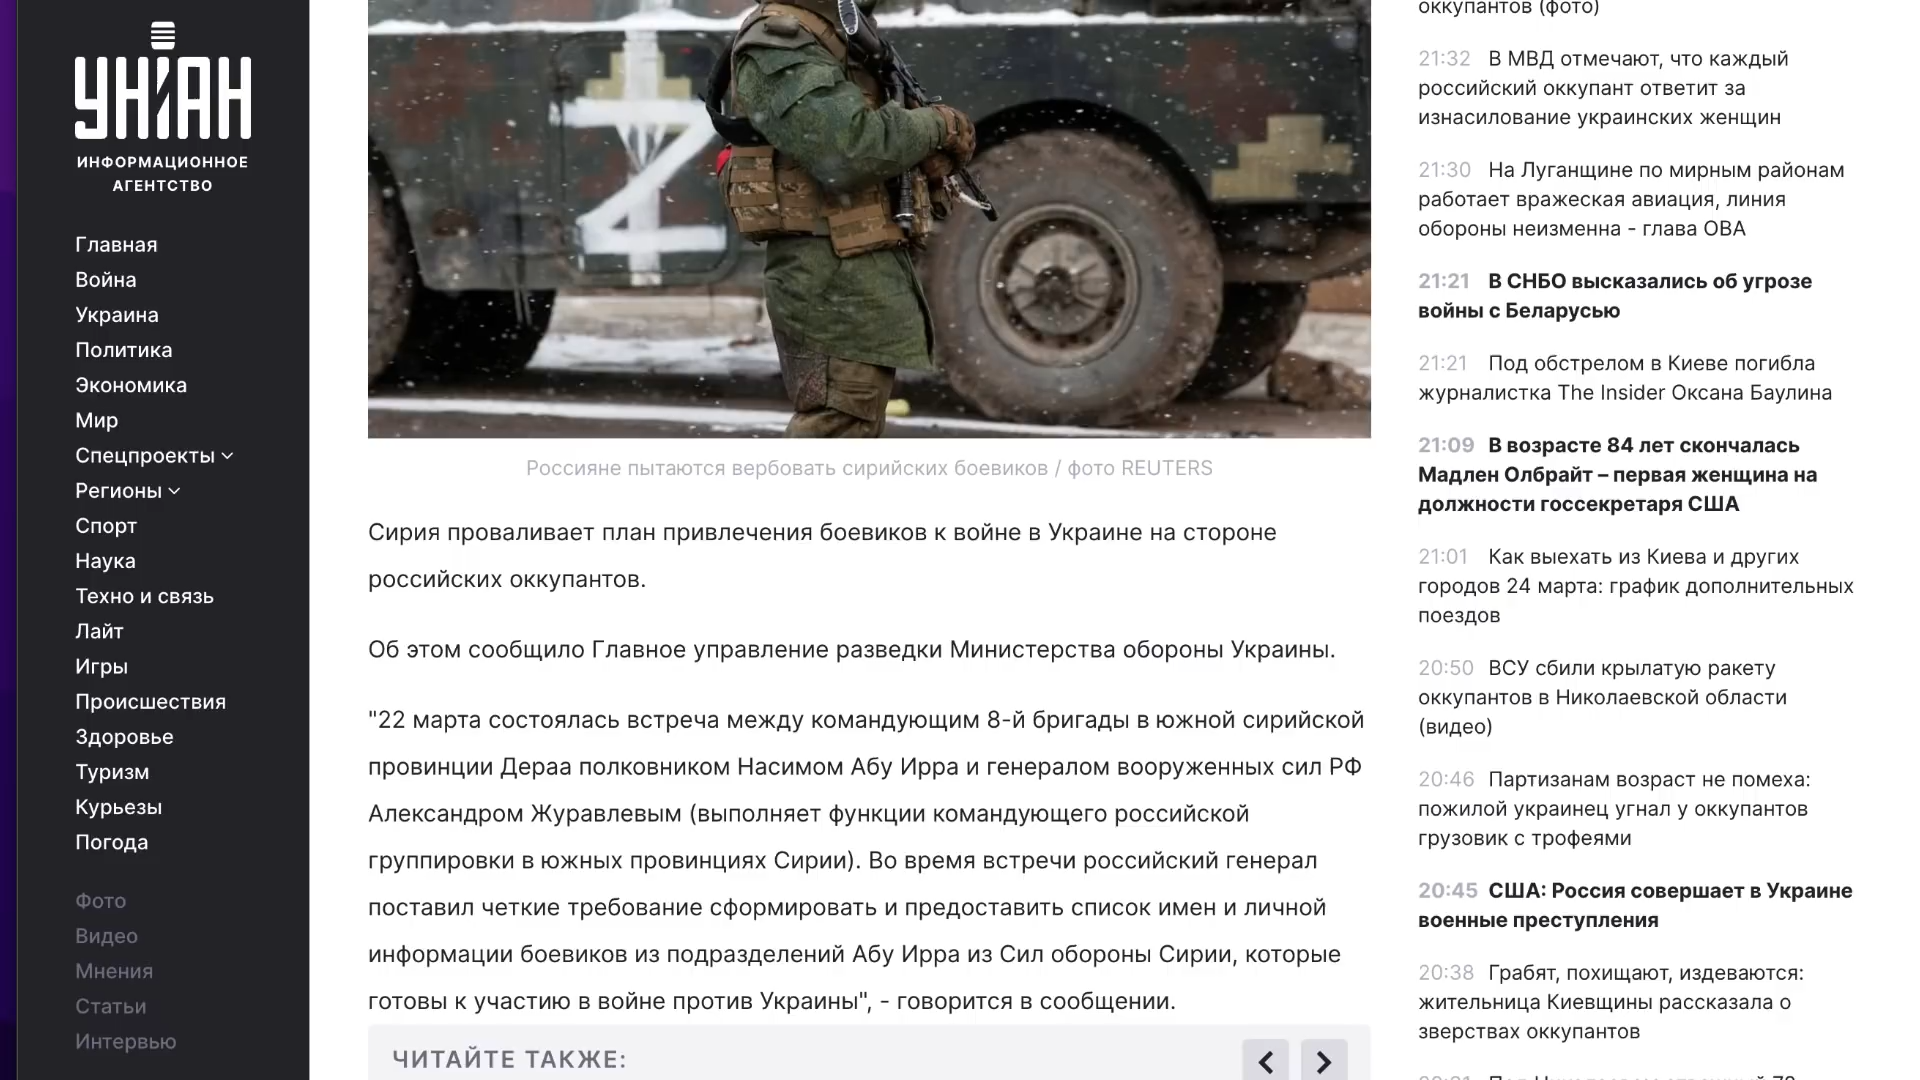 УНІАН
ИНФОРМАЦИОННОЕ
АГЕНТСТВО
Главная
Война
Украина
Политика
Экономика
Мир
Спецпроекты
Регионы
Спорт
Наука
Техно и связь
Лайт
Игры
Происшествия
Здоровье
Туризм
Курьезы
Погода
Фото
Видео
Мнения
Статьи
Интервью
Россияне пытаются вербовать сирийских боевиков / фото REUTERS
Сирия проваливает план привлечения боевиков к войне в Украине на стороне
российских оккупантов.
Об этом сообщило Главное управление разведки Министерства обороны Украины.
"22 марта состоялась встреча между командующим 8-й бригады в южной сирийской
провинции Дераа полковником Насимом Абу Ирра и генералом вооруженных сил РФ
Александром Журавлевым (выполняет функции командующего российской
группировки в южных провинциях Сирии). Во время встречи российский генерал
поставил четкие требование сформировать и предоставить список имен и личной
информации боевиков из подразделений Абу Ирра из Сил обороны Сирии, которые
готовы к участию в войне против Украины", - говорится в сообщении.
ЧИТАЙТЕ ТАКЖЕ:
оккупантов (фото)
21:32 В МВД отмечают, что каждый
российский оккупант ответит за
изнасилование украинских женщин
21:30 На Луганщине по мирным районам
работает вражеская авиация, линия
обороны неизменна - глава ОВА
21:21 В СНБО высказались об угрозе
войны с Беларусью
21:21 Под обстрелом в Киеве погибла
журналистка The Insider Оксана Баулина
21:09 В возрасте 84 лет скончалась
Мадлен Олбрайт – первая женщина на
должности госсекретаря США
21:01 Как выехать из Киева и других
городов 24 марта: график дополнительных
поездов
20:50 ВСУ сбили крылатую ракету
оккупантов в Николаевской области
(видео)
20:46 Партизанам возраст не помеха:
пожилой украинец угнал у оккупантов
грузовик с трофеями
20:45 США: Россия совершает в Украине
военные преступления
20:38 Грабят, похищают, издеваются:
жительница Киевщины рассказала о
зверствах оккупантов